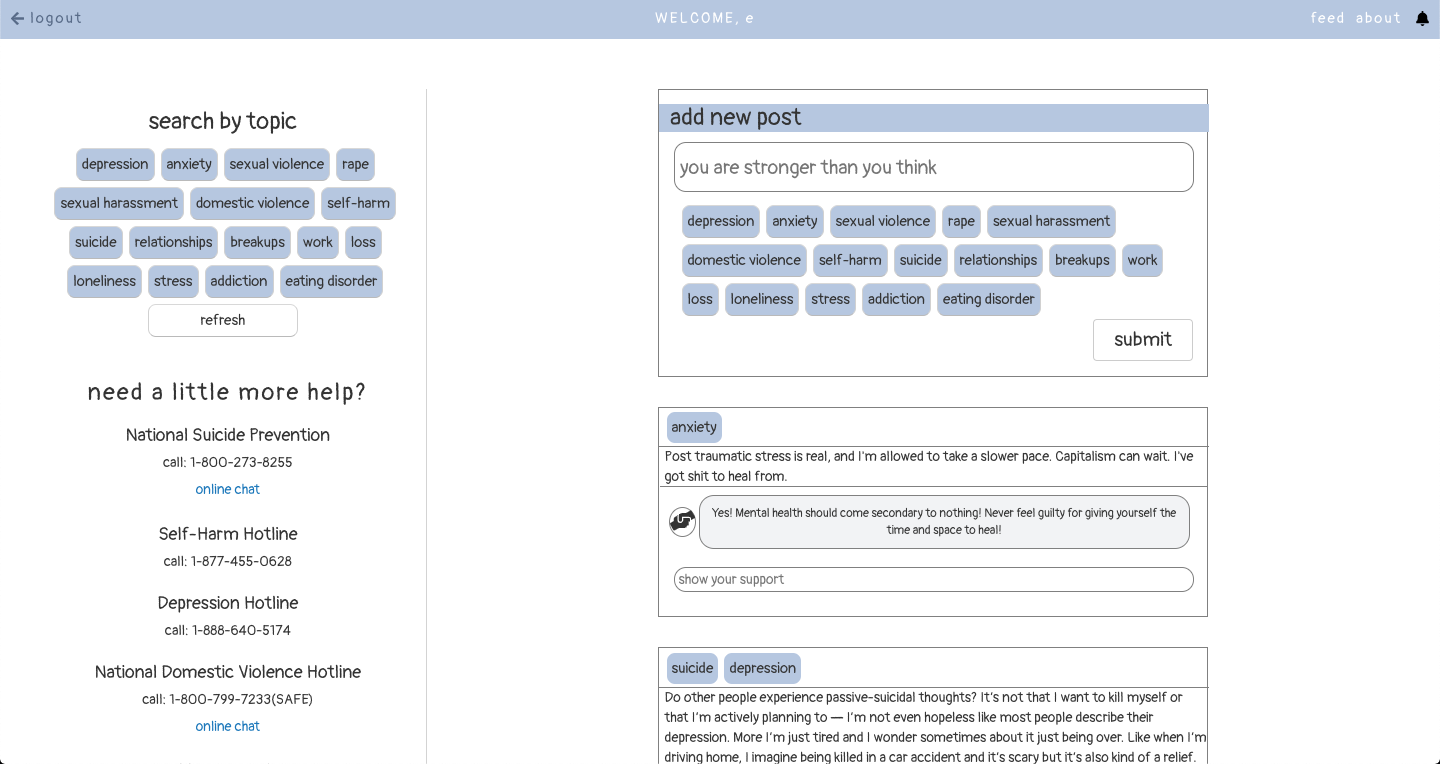 logout
WELCOME, e
feed about
search by topic
depression anxiety sexual violence rape
sexual harassment domestic violence self-harm
suicide relationships breakups work loss
loneliness stress addiction eating disorder
refresh
need a little more help?
National Suicide Prevention
call: 1-800-273-8255
online chat
Self-Harm Hotline
call: 1-877-455-0628
Depression Hotline
call: 1-888-640-5174
National Domestic Violence Hotline
call: 1-800-799-7233(SAFE)
online chat
add new post
you are stronger than you think
depression anxiety sexual violence rape sexual harassment
domestic violence self-harm suicide relationships breakups work
loss loneliness stress addiction eating disorder
submit
anxiety
Post traumatic stress is real, and I'm allowed to take a slower pace. Capitalism can wait. I've
got shit to heal from.
Yes! Mental health should come secondary to nothing! Never feel guilty for giving yourself the
time and space to heal!
show your support
suicide depression
Do other people experience passive-suicidal thoughts? It's not that I want to kill myself or
that I'm actively planning to — I'm not even hopeless like most people describe their
depression. More I'm just tired and I wonder sometimes about it just being over. Like when I'm
driving home, I imagine being killed in a car accident and it's scary but it's also kind of a relief.